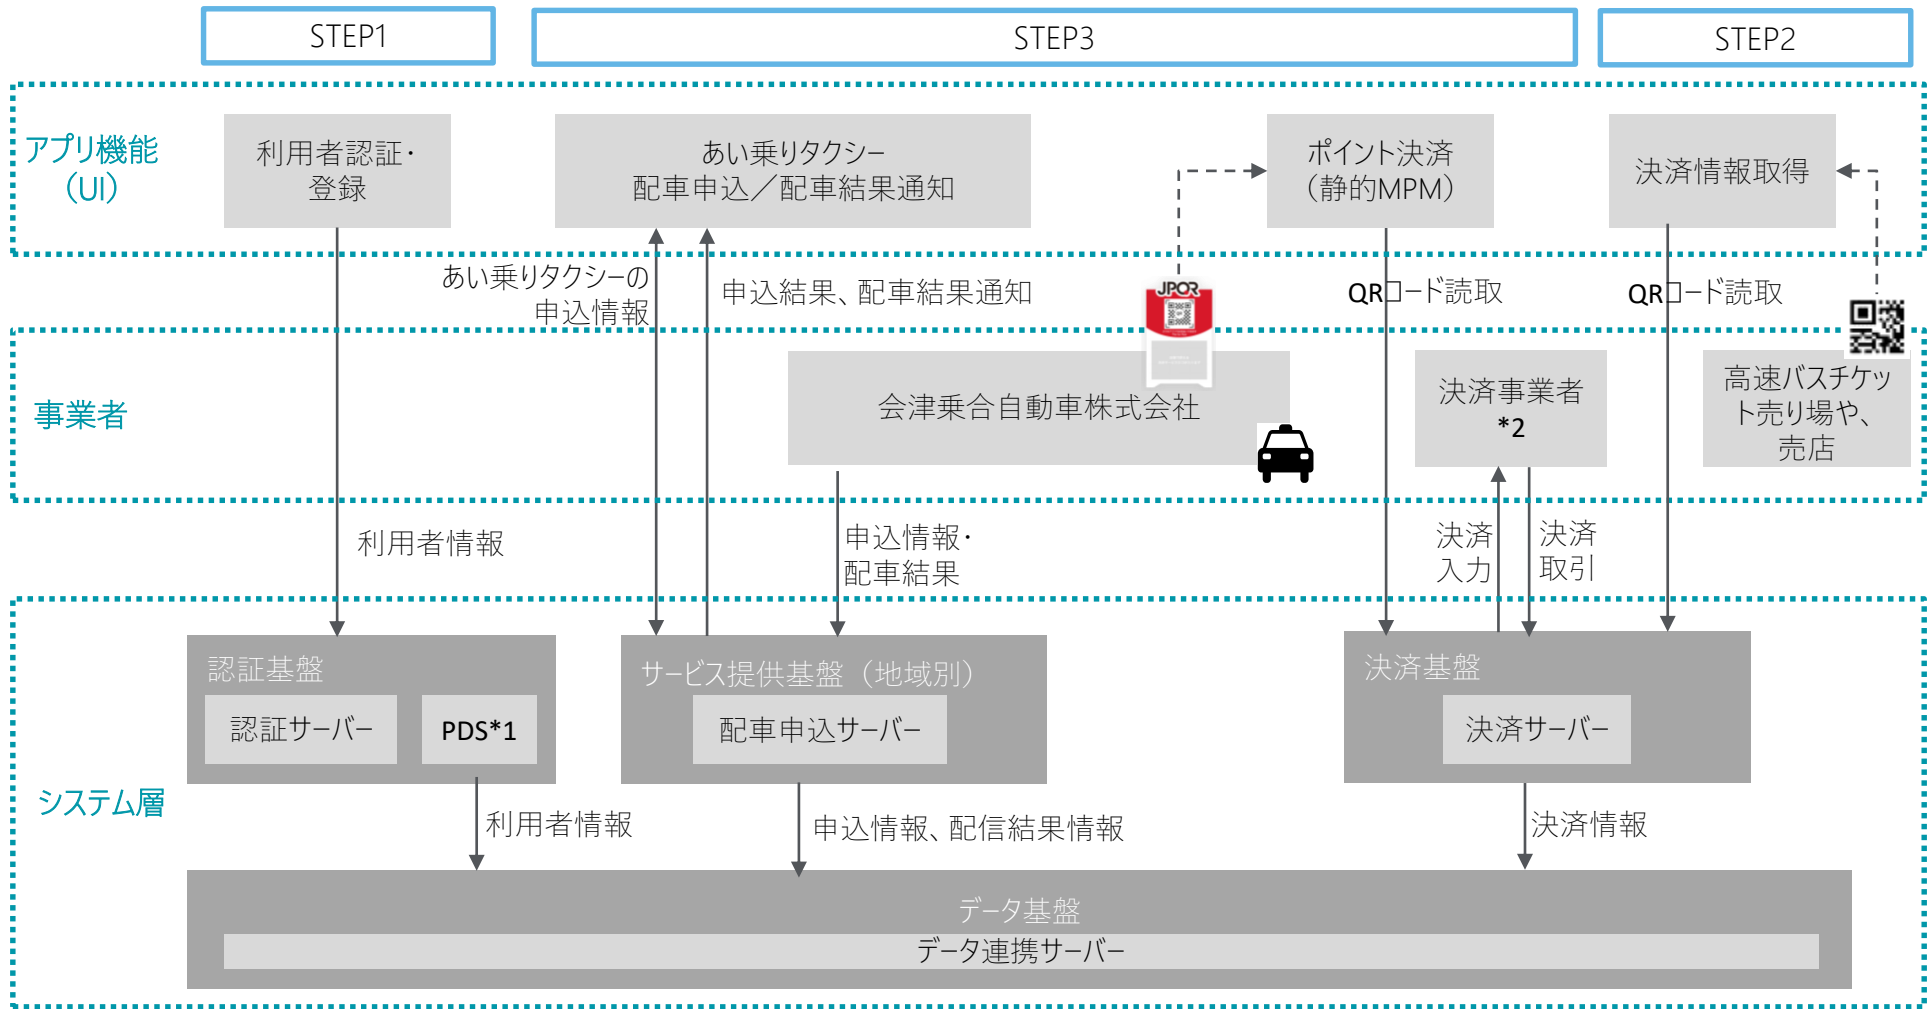 STEP1
STEP3
STEP2
アプリ機能
（UI）
利用者認証・
登録
あい乗りタクシー
配車申込／配車結果通知
ポイント決済
（静的MPM）
決済情報取得
あい乗りタクシーの
申込情報
申込結果、配車結果通知
JPQR
QRコード読取
QRコード読取
事業者
会津乗合自動車株式会社
決済事業者
*2
高速バスチケッ
ト売り場や、
売店
利用者情報
申込情報・
配車結果
決済
入力
決済
取引
システム層
認証基盤
認証サーバー
PDS*1
サービス提供基盤（地域別）
配車申込サーバー
決済基盤
決済サーバー
利用者情報
申込情報、配信結果情報
決済情報
データ基盤
データ連携サーバー